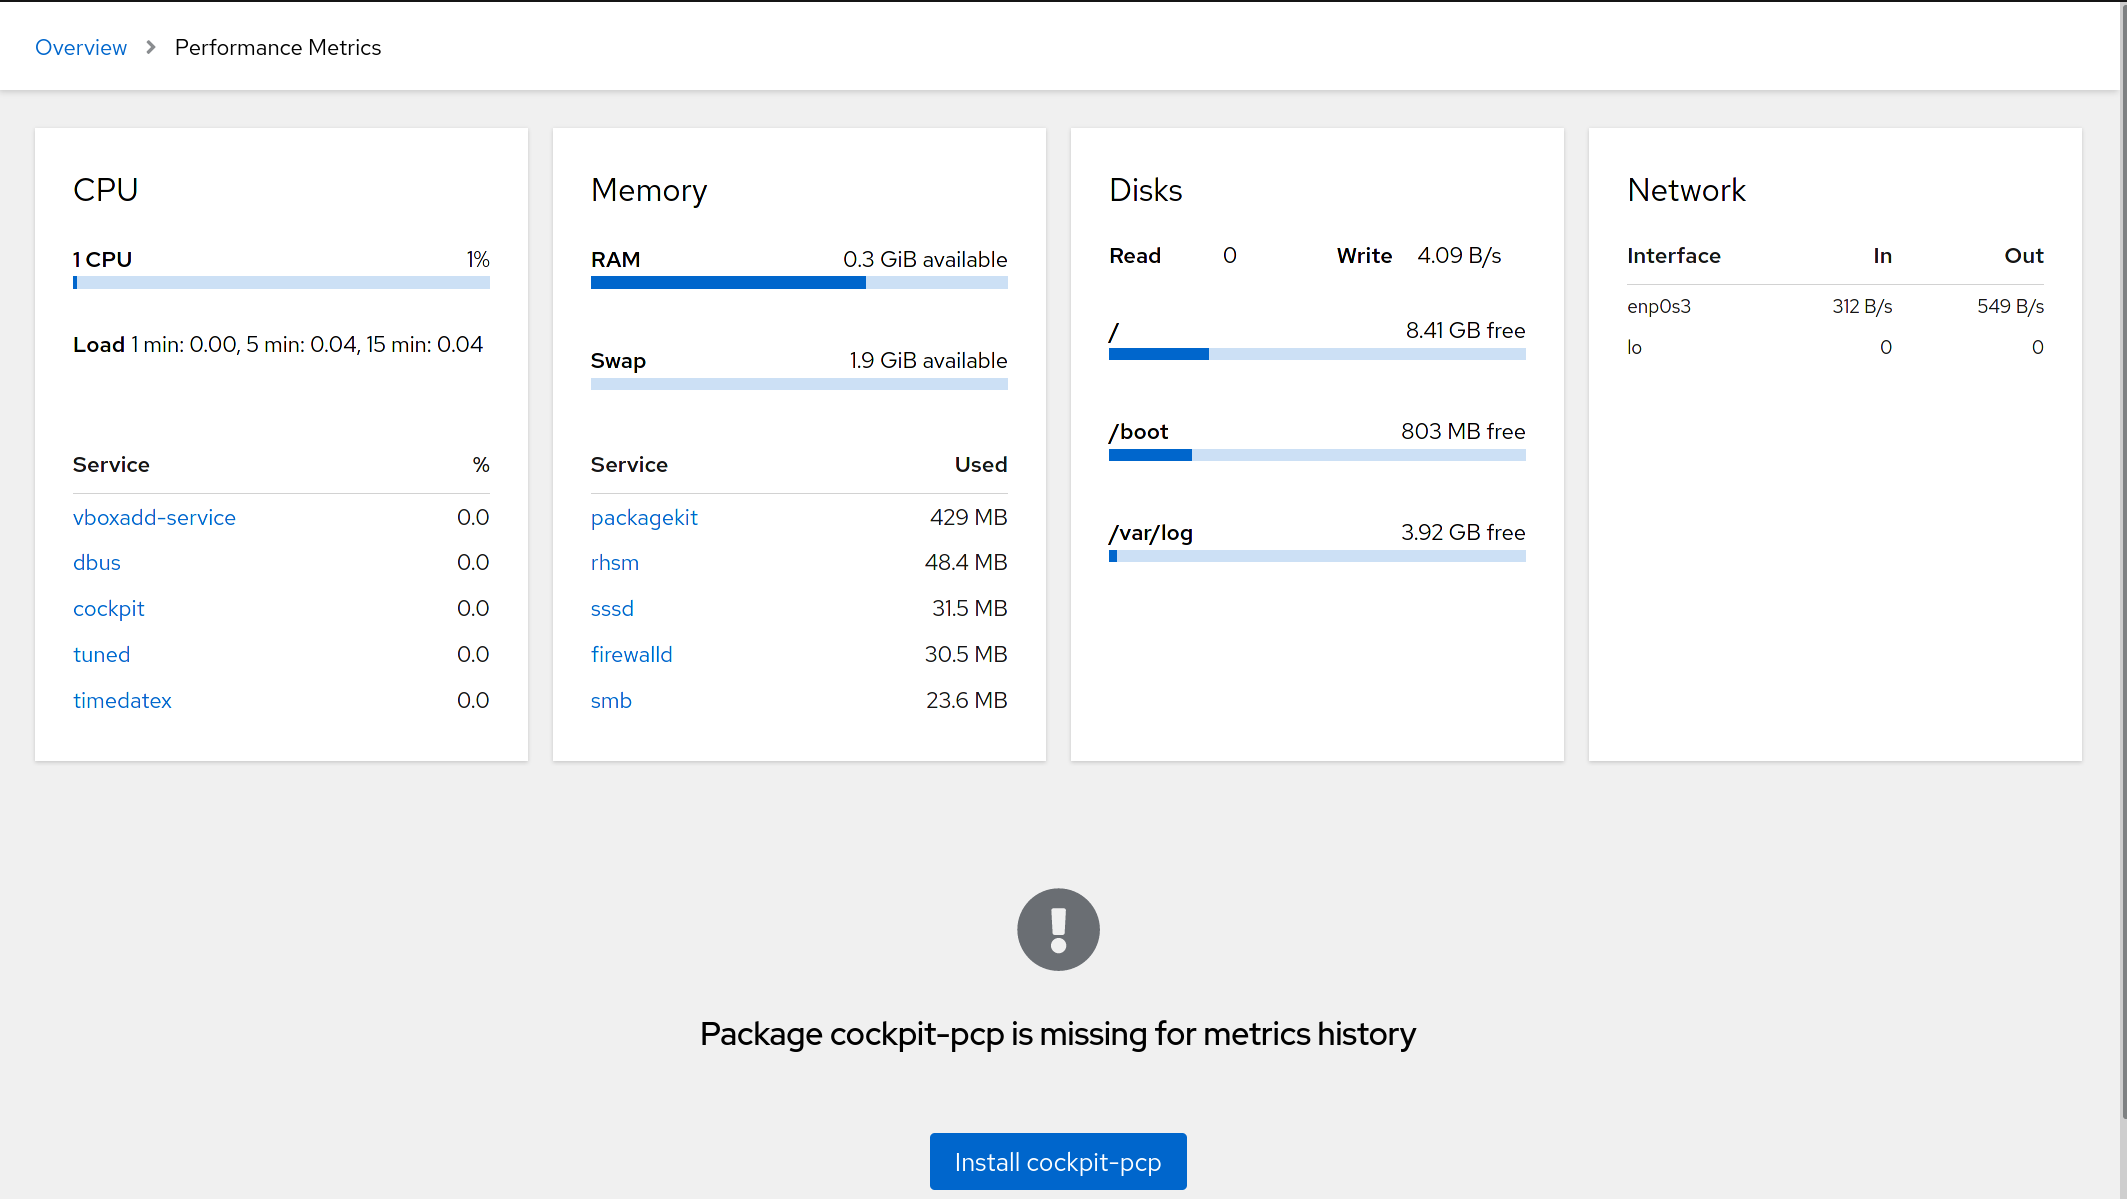 Overview > Performance Metrics
CPU
1 CPU 1%
Load 1 min: 0.00, 5 min: 0.04, 15 min: 0.04
Service %
vboxadd-service 0.0
dbus 0.0
cockpit 0.0
tuned 0.0
timedatex 0.0
Memory
RAM 0.3 GiB available
Swap 1.9 GiB available
Service Used
packagekit 429 MB
rhsm 48.4 MB
sssd 31.5 MB
firewalld 30.5 MB
smb 23.6 MB
Disks
Read 0 Write 4.09 B/s
/ 8.41 GB free
/boot 803 MB free
/var/log 3.92 GB free
Network
Interface In Out
enp0s3 312 B/s 549 B/s
lo 0 0
Package cockpit-pcp is missing for metrics history
Install cockpit-pcp